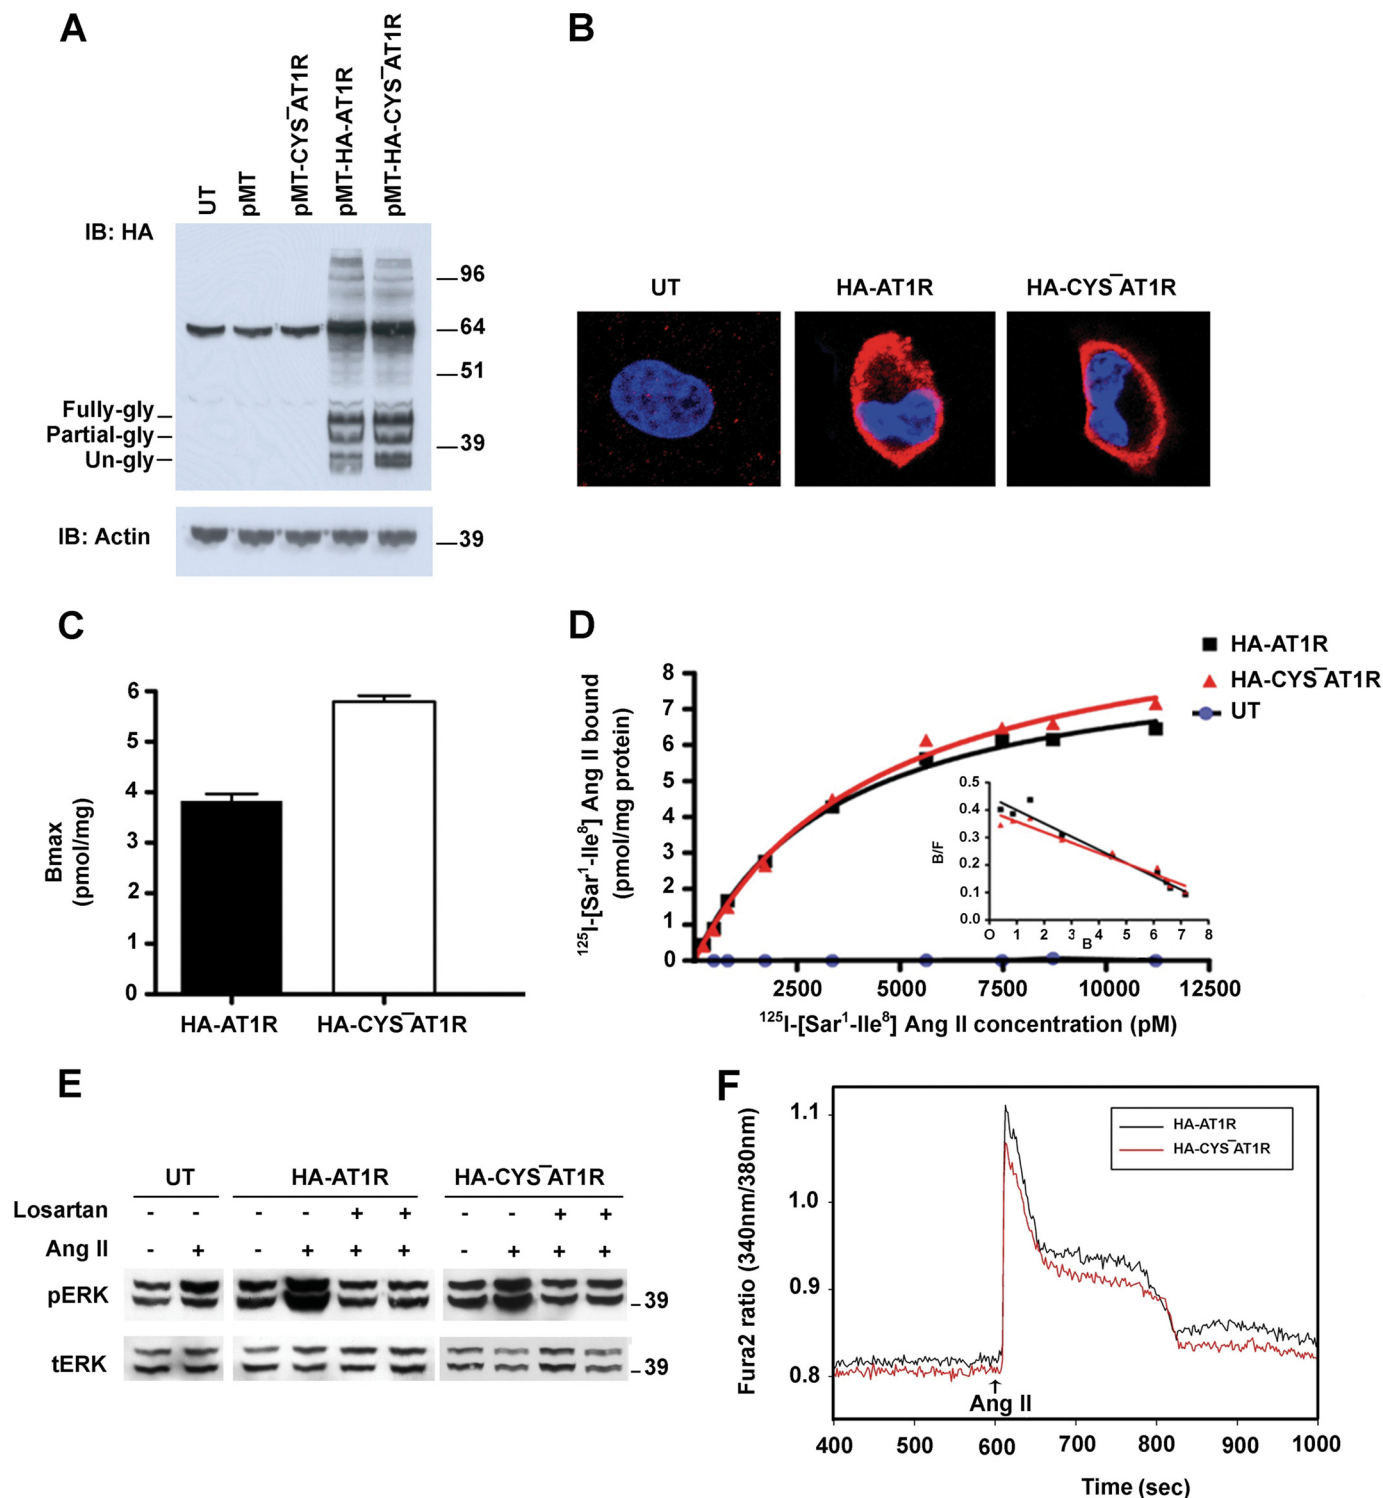 A
UT
pMT
pMT-CYS¯AT1R
pMT-HA-AT1R
pMT-HA-CYS¯AT1R
IB: HA
96
64
51
39
Fully-gly
Partial-gly
Un-gly
IB: Actin
39
B
UT
HA-AT1R
HA-CYS¯AT1R
C
Bmax
(pmol/mg)
6
5
4
3
2
1
0
HA-AT1R
HA-CYS¯AT1R
D
¹²⁵I-[Sar¹-Ile⁸] Ang II bound
(pmol/mg protein)
8
7
6
5
4
3
2
1
0
2500 5000 7500 10000 12500
¹²⁵I-[Sar¹-Ile⁸] Ang II concentration (pM)
HA-AT1R
HA-CYS¯AT1R
UT
B/F
0.5
0.4
0.3
0.2
0.1
0.0
O 1 2 3 4 5 6 7 8
B
E
UT HA-AT1R HA-CYS¯AT1R
Losartan - - - - + + - - + +
Ang II - + - + + + - + + +
pERK
39
tERK
39
F
Fura2 ratio (340nm/380nm)
1.1
1.0
0.9
0.8
HA-AT1R
HA-CYS¯AT1R
Ang II
400 500 600 700 800 900 1000
Time (sec)